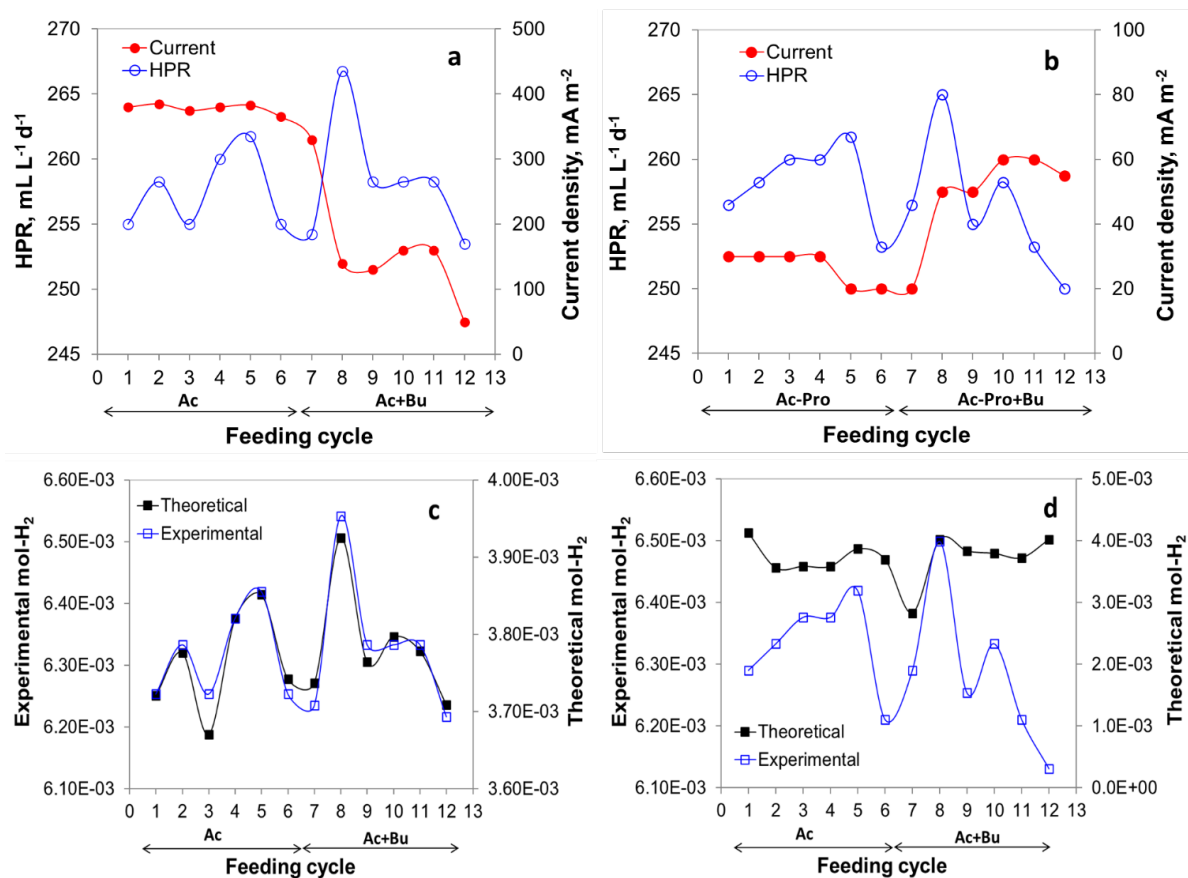 a
Current
HPR
HPR, mL L-1 d-1
270
265
260
255
250
245
500
400
300
200
100
0
Current density, mA m-2
0 1 2 3 4 5 6 7 8 9 10 11 12 13
Ac Ac+Bu
Feeding cycle
b
Current
HPR
HPR, mL L-1 d-1
270
265
260
255
250
245
100
80
60
40
20
0
Current density, mA m-2
0 1 2 3 4 5 6 7 8 9 10 11 12 13
Ac-Pro Ac-Pro+Bu
Feeding cycle
c
Theoretical
Experimental
Experimental mol-H2
6.60E-03
6.50E-03
6.40E-03
6.30E-03
6.20E-03
6.10E-03
4.00E-03
3.90E-03
3.80E-03
3.70E-03
3.60E-03
Theoretical mol-H2
0 1 2 3 4 5 6 7 8 9 10 11 12 13
Ac Ac+Bu
Feeding cycle
d
Theoretical
Experimental
Experimental mol-H2
6.60E-03
6.50E-03
6.40E-03
6.30E-03
6.20E-03
6.10E-03
5.0E-03
4.0E-03
3.0E-03
2.0E-03
1.0E-03
0.0E+00
Theoretical mol-H2
0 1 2 3 4 5 6 7 8 9 10 11 12 13
Ac Ac+Bu
Feeding cycle